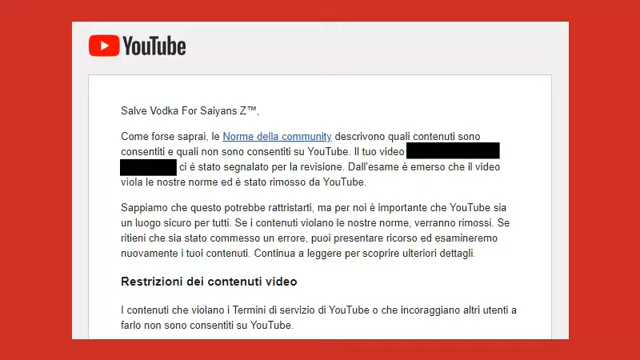 YouTube
Salve Vodka For Saiyans Z™,
Come forse saprai, le Norme della community descrivono quali contenuti sono
consentiti e quali non sono consentiti su YouTube. Il tuo video
ci è stato segnalato per la revisione. Dall'esame è emerso che il video
viola le nostre norme ed è stato rimosso da YouTube.
Sappiamo che questo potrebbe rattristarti, ma per noi è importante che YouTube sia
un luogo sicuro per tutti. Se i contenuti violano le nostre norme, verranno rimossi. Se
ritieni che sia stato commesso un errore, puoi presentare ricorso ed esamineremo
nuovamente i tuoi contenuti. Continua a leggere per scoprire ulteriori dettagli.
Restrizioni dei contenuti video
I contenuti che violano i Termini di servizio di YouTube o che incoraggiano altri utenti a
farlo non sono consentiti su YouTube.